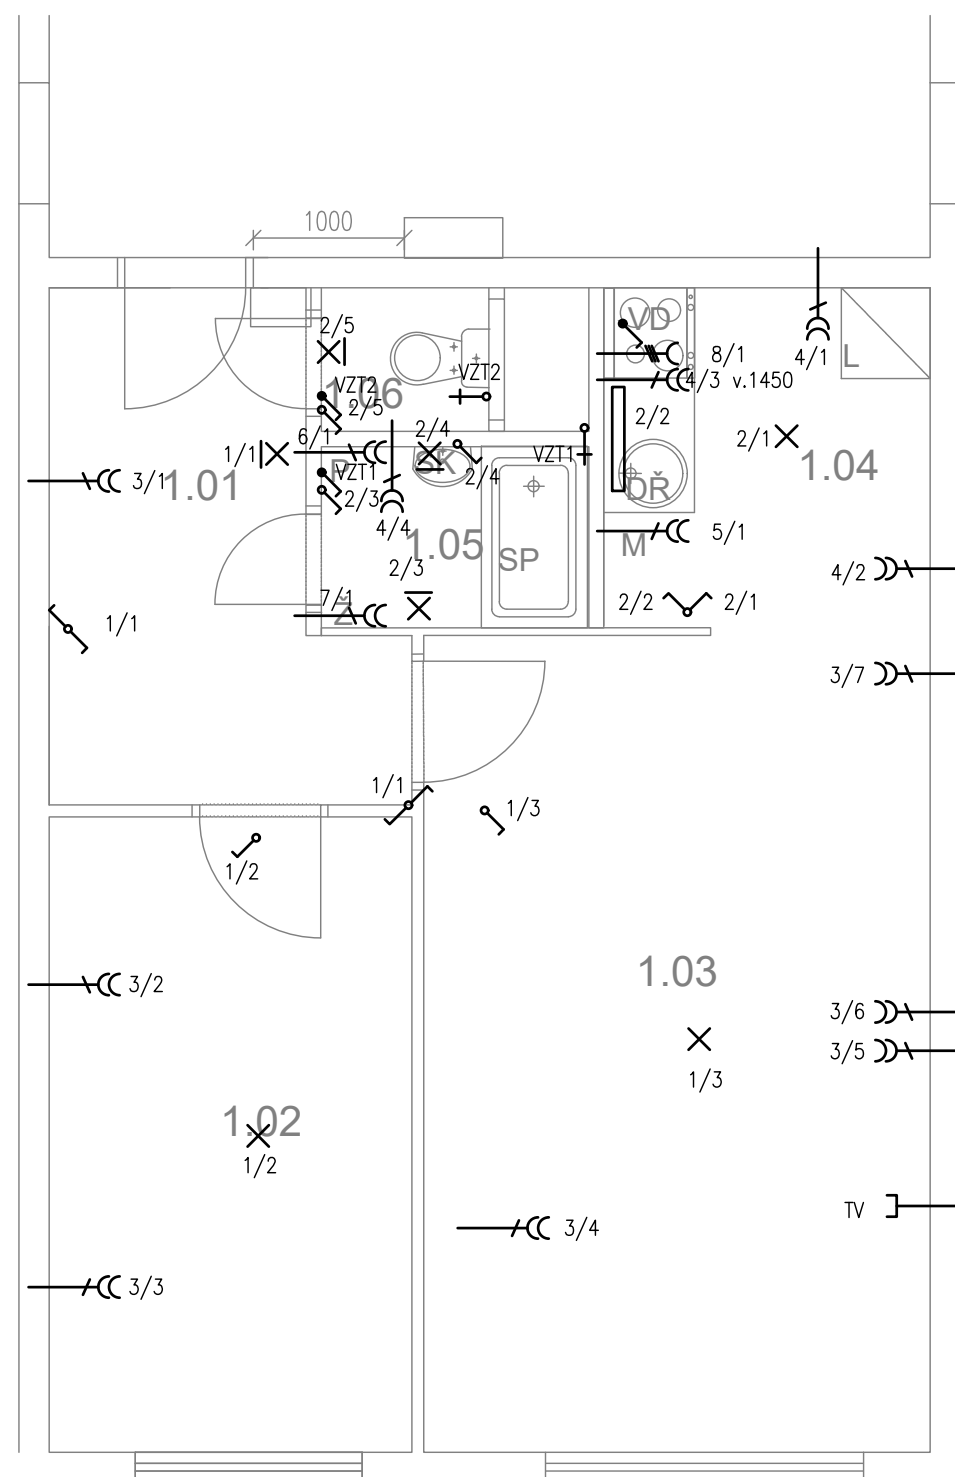 1000
2/5
VD
8/1
4/1
L
4/3 v.1450
VZT2
VZT2
1.06
2/5
2/2
2/4
6/1
2/1
1.04
1/1
VZT1
SK
P
VZT1
2/4
3/1
1.01
2/3
DŘ
4/4
1.05
5/1
M
SP
2/3
4/2
7/1
Ž
2/2
2/1
1/1
3/7
1/1
1/3
1/2
1.03
3/2
3/6
3/5
1/3
1.02
1/2
TV
3/4
3/3